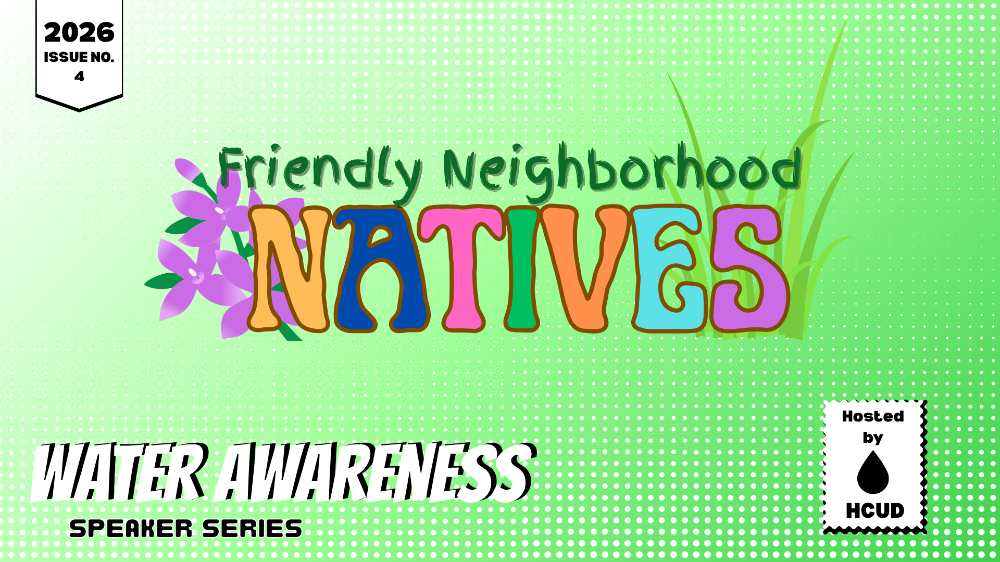 2026
ISSUE NO.
4
Friendly Neighborhood
NATIVES
WATER AWARENESS
SPEAKER SERIES
Hosted
by
HCUD